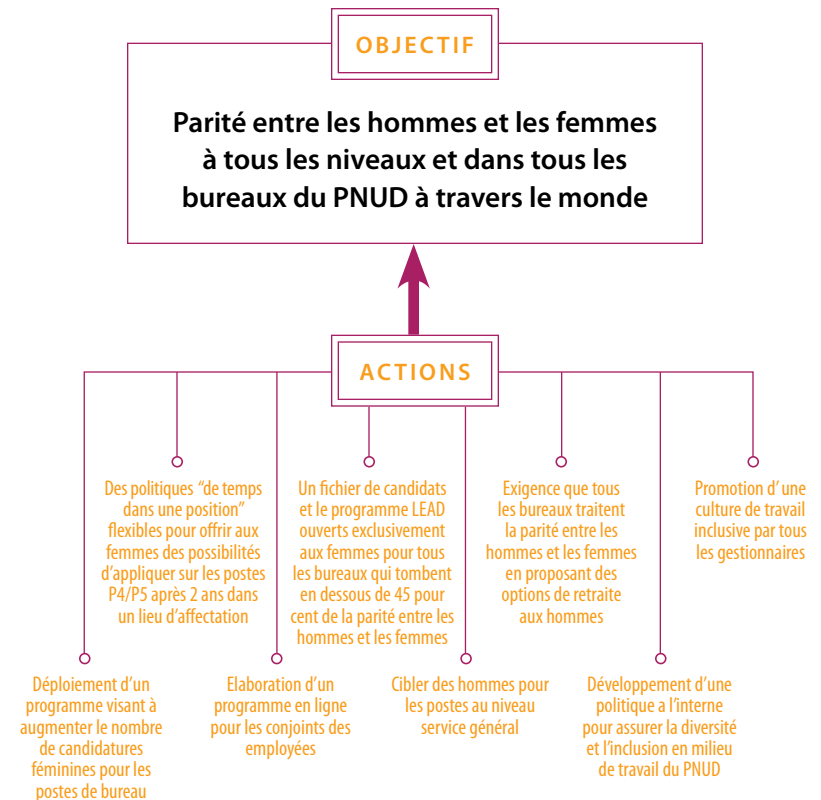 OBJECTIF
Parité entre les hommes et les femmes
à tous les niveaux et dans tous les
bureaux du PNUD à travers le monde
ACTIONS
Des politiques “de temps
dans une position”
flexibles pour offrir aux
femmes des possibilités
d’appliquer sur les postes
P4/P5 après 2 ans dans
un lieu d’affectation
Un fichier de candidats
et le programme LEAD
ouverts exclusivement
aux femmes pour tous
les bureaux qui tombent
en dessous de 45 pour
cent de la parité entre les
hommes et les femmes
Exigence que tous
les bureaux traitent
la parité entre les
hommes et les femmes
en proposant des
options de retraite
aux hommes
Promotion d’ une
culture de travail
inclusive par tous
les gestionnaires
Déploiement d’un
programme visant à
augmenter le nombre
de candidatures
féminines pour les
postes de bureau
Elaboration d’un
programme en ligne
pour les conjoints des
employées
Cibler des hommes pour
les postes au niveau
service général
Développement d’une
politique a l’interne
pour assurer la diversité
et l’inclusion en milieu
de travail du PNUD